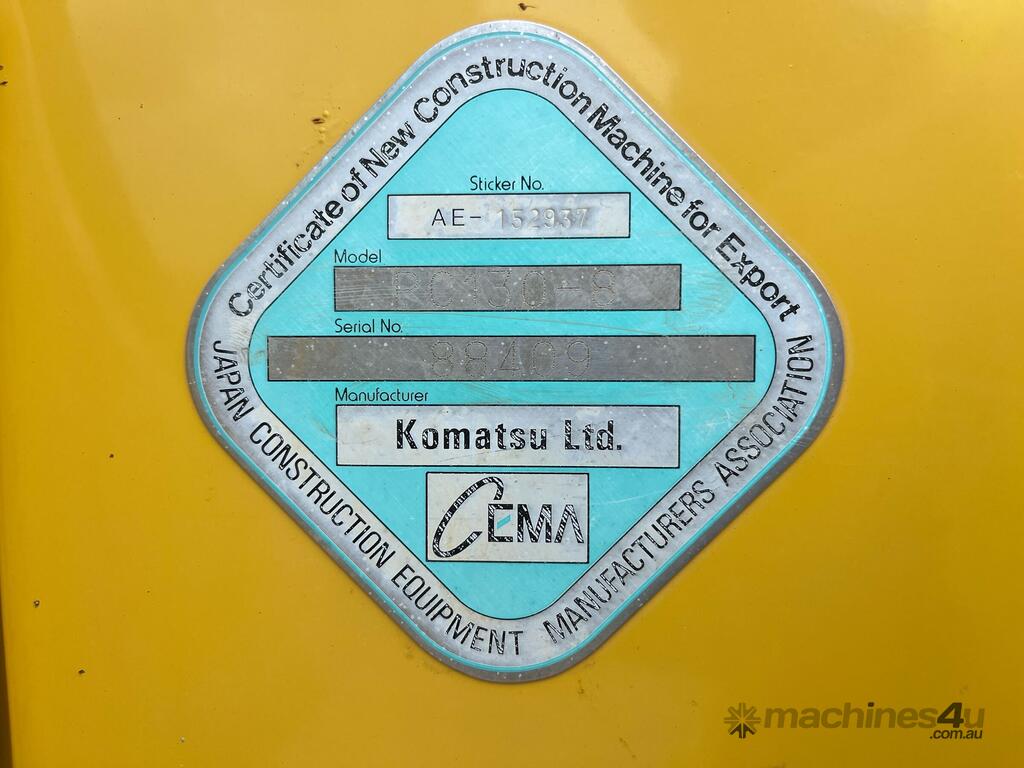 Certificate of New Construction Machine for Export
Sticker No.
AE- 152937
Model
PC130-8
Serial No.
88409
Manufacturer
Komatsu Ltd.
CEMA
JAPAN CONSTRUCTION EQUIPMENT MANUFACTURERS ASSOCIATION
machines4u
.com.au